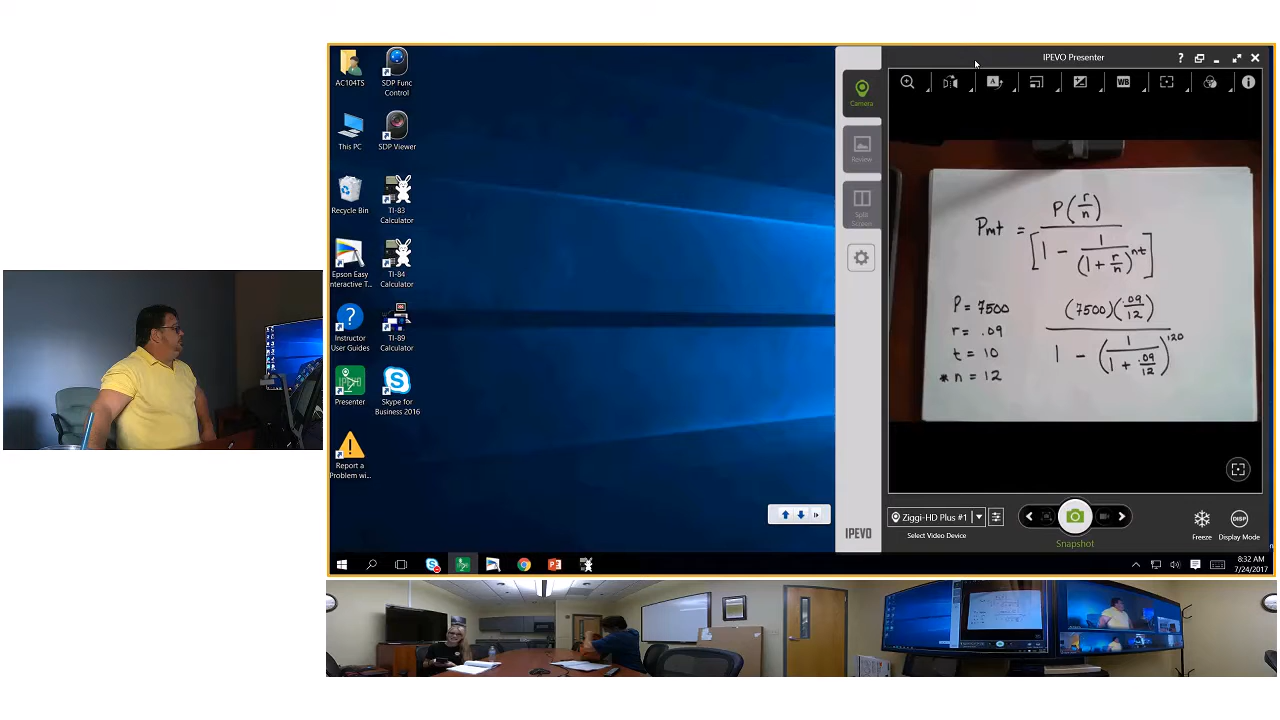 IPEVO Presenter
?
AC104TS
SDP Func
Control
Camera
A
WB
This PC
SDP Viewer
Review
Pmt = P(r/n) / [1 - 1/(1 + r/n)^nt]
Recycle Bin
TI-83
Calculator
Split
Screen
Epson Easy
Interactive T...
TI-84
Calculator
P = 7500
r = .09
t = 10
* n = 12
(7500)(.09/12) / 1 - (1/(1 + .09/12))^120
Instructor
User Guides
TI-89
Calculator
IPEVO
Presenter
Skype for
Business 2016
Report a
Problem wi...
IPEVO
Ziggi-HD Plus #1
Select Video Device
Snapshot
Freeze
DISP
Display Mode
8:32 AM
7/24/2017